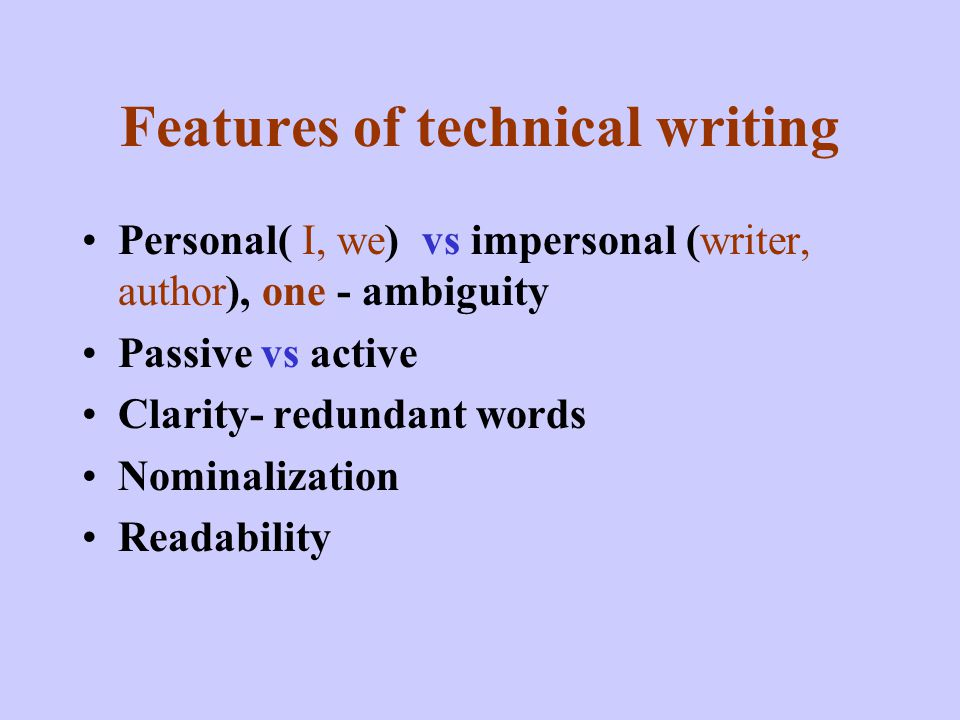 Features of technical writing
• Personal( I, we)  vs impersonal (writer,
author), one - ambiguity
• Passive vs active
• Clarity- redundant words
• Nominalization
• Readability